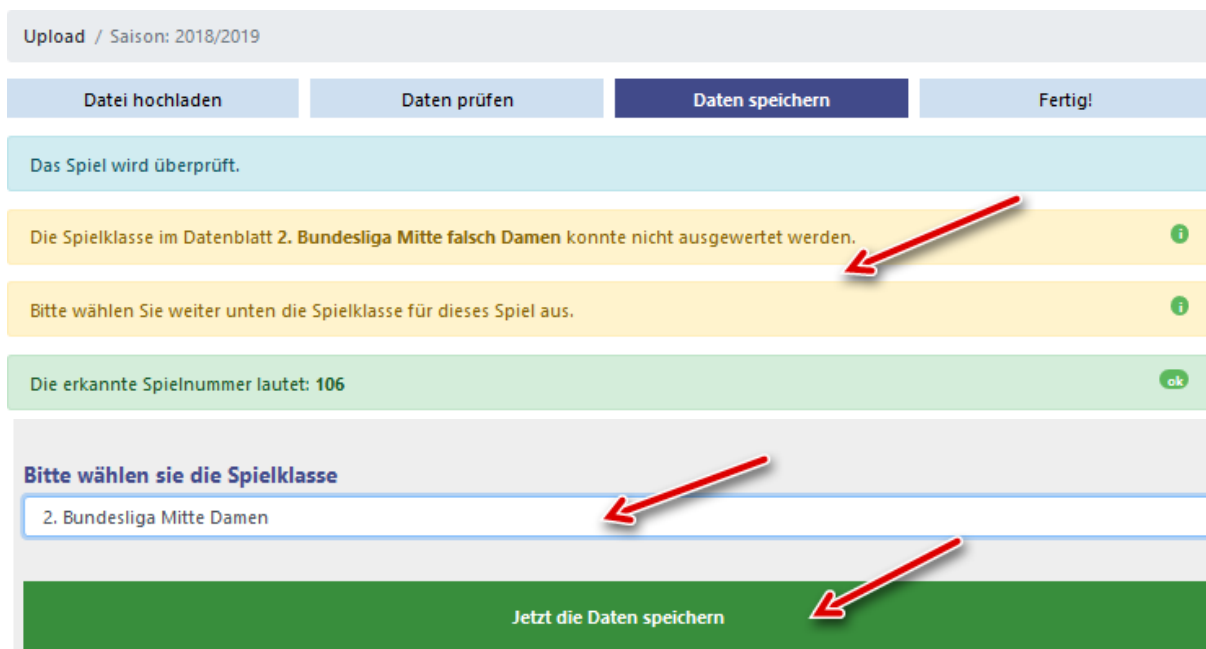 Upload / Saison: 2018/2019
Datei hochladen Daten prüfen Daten speichern Fertig!
Das Spiel wird überprüft.
Die Spielklasse im Datenblatt 2. Bundesliga Mitte falsch Damen konnte nicht ausgewertet werden. i
Bitte wählen Sie weiter unten die Spielklasse für dieses Spiel aus. i
Die erkannte Spielnummer lautet: 106 ok
Bitte wählen sie die Spielklasse
2. Bundesliga Mitte Damen
Jetzt die Daten speichern